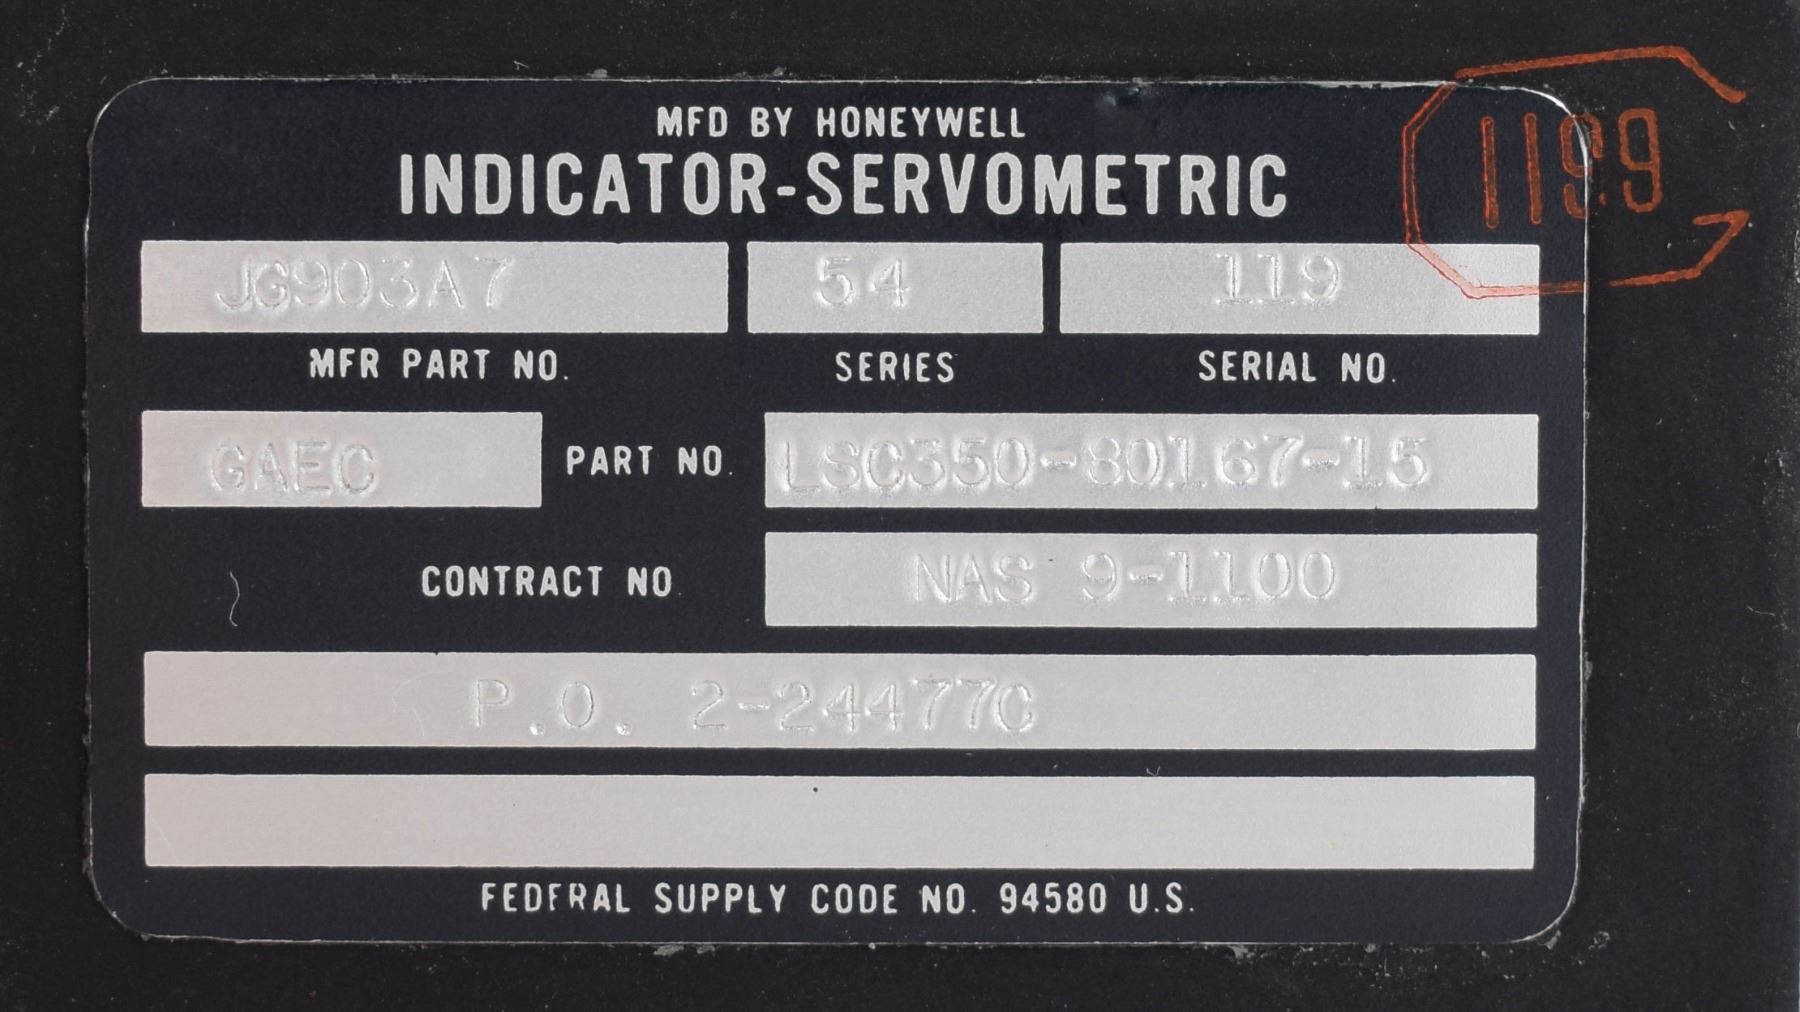 MFD BY HONEYWELL
INDICATOR-SERVOMETRIC
1199
JG903A7 54 119
MFR PART NO. SERIES SERIAL NO.
GAEC PART NO. LSC350-80167-15
CONTRACT NO. NAS 9-1100
P.O. 2-24477C
FEDERAL SUPPLY CODE NO. 94580 U.S.